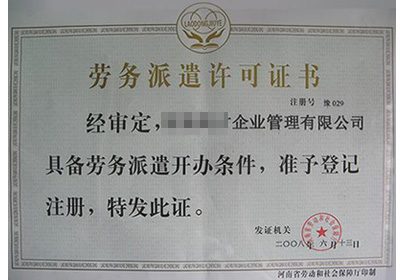 LAODONGJIUYE
劳务派遣许可证书
注册号 豫029
经审定，企业管理有限公司
具备劳务派遣开办条件，准予登记
注册，特发此证。
发证机关
二〇〇八年六月十三日
河南省劳动和社会保障厅印制